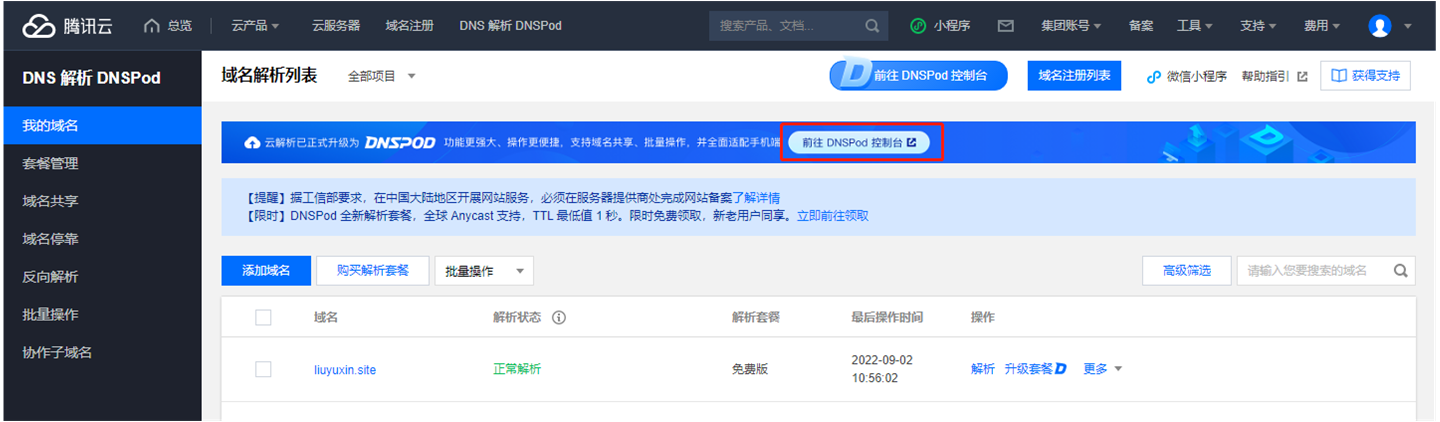 腾讯云 总览 云产品 云服务器 域名注册 DNS 解析 DNSPod 搜索产品、文档... 小程序 集团账号 备案 工具 支持 费用
DNS 解析 DNSPod
我的域名
套餐管理
域名共享
域名停靠
反向解析
批量操作
协作子域名
域名解析列表 全部项目 D 前往 DNSPod 控制台 域名注册列表 微信小程序 帮助指引 获得支持
云解析已正式升级为 DNSPOD 功能更强大、操作更便捷，支持域名共享、批量操作，并全面适配手机端 前往 DNSPod 控制台
【提醒】据工信部要求，在中国大陆地区开展网站服务，必须在服务器提供商处完成网站备案了解详情
【限时】DNSPod 全新解析套餐，全球 Anycast 支持，TTL 最低值 1 秒。限时免费领取，新老用户同享。立即前往领取
添加域名 购买解析套餐 批量操作 高级筛选 请输入您要搜索的域名
域名 解析状态 解析套餐 最后操作时间 操作
liuyuxin.site 正常解析 免费版 2022-09-02 解析 升级套餐 D 更多
10:56:02